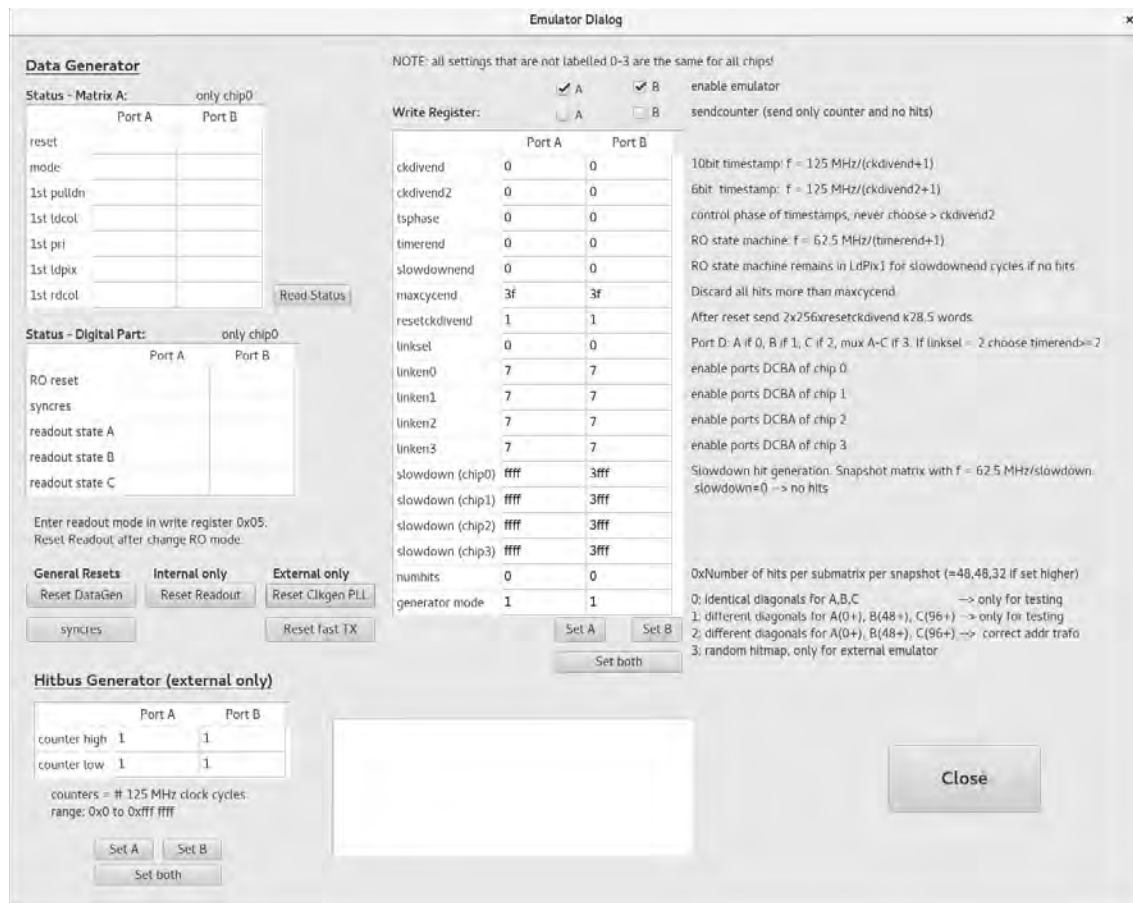 Emulator Dialog
×
Data Generator
Status - Matrix A: only chip0
Port A Port B
reset
mode
1st pulldn
1st ldcol
1st pri
1st ldpix
1st rdcol
Read Status
Status - Digital Part: only chip0
Port A Port B
RO reset
syncres
readout state A
readout state B
readout state C
Enter readout mode in write register 0x05.
Reset Readout after change RO mode.
General Resets Internal only External only
Reset DataGen Reset Readout Reset Clkgen PLL
syncres Reset fast TX
Hitbus Generator (external only)
Port A Port B
counter high 1 1
counter low 1 1
counters = # 125 MHz clock cycles
range: 0x0 to 0xfff ffff
Set A Set B
Set both
NOTE: all settings that are not labelled 0-3 are the same for all chips!
A B enable emulator
Write Register: A B sendcounter (send only counter and no hits)
Port A Port B
ckdivend 0 0 10bit timestamp: f = 125 MHz/(ckdivend+1)
ckdivend2 0 0 6bit timestamp: f = 125 MHz/(ckdivend2+1)
tsphase 0 0 control phase of timestamps, never choose > ckdivend2
timerend 0 0 RO state machine: f = 62.5 MHz/(timerend+1)
slowdownend 0 0 RO state machine remains in LdPix1 for slowdownend cycles if no hits
maxcycend 3f 3f Discard all hits more than maxcycend
resetckdivend 1 1 After reset send 2x256xresetckdivend k28.5 words.
linksel 0 0 Port D: A if 0, B if 1, C if 2, mux A-C if 3. If linksel = 2 choose timerend>=2
linken0 7 7 enable ports DCBA of chip 0
linken1 7 7 enable ports DCBA of chip 1
linken2 7 7 enable ports DCBA of chip 2
linken3 7 7 enable ports DCBA of chip 3
slowdown (chip0) ffff 3fff Slowdown hit generation. Snapshot matrix with f = 62.5 MHz/slowdown.
slowdown=0 --> no hits
slowdown (chip1) ffff 3fff
slowdown (chip2) ffff 3fff
slowdown (chip3) ffff 3fff
numhits 0 0 0xNumber of hits per submatrix per snapshot (=48,48,32 if set higher)
generator mode 1 1 0: identical diagonals for A,B,C --> only for testing
1: different diagonals for A(0+), B(48+), C(96+) --> only for testing
2: different diagonals for A(0+), B(48+), C(96+) --> correct addr trafo
3: random hitmap, only for external emulator
Set A Set B
Set both
Close